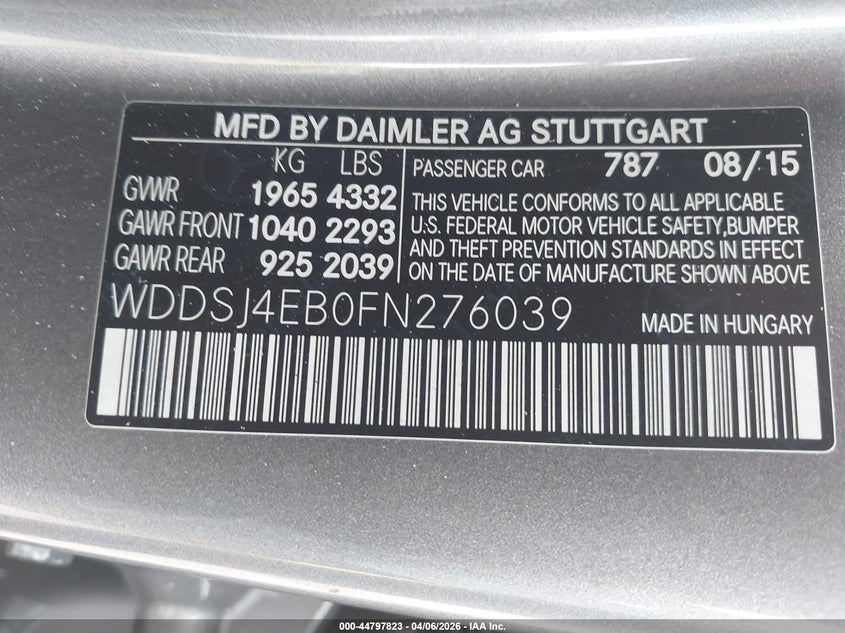 MFD BY DAIMLER AG STUTTGART
KG LBS
GVWR 1965 4332
GAWR FRONT 1040 2293
GAWR REAR 925 2039
PASSENGER CAR 787 08/15
THIS VEHICLE CONFORMS TO ALL APPLICABLE
U.S. FEDERAL MOTOR VEHICLE SAFETY,BUMPER
AND THEFT PREVENTION STANDARDS IN EFFECT
ON THE DATE OF MANUFACTURE SHOWN ABOVE
WDDSJ4EB0FN276039
MADE IN HUNGARY
000-44797823 - 04/06/2026 - IAA Inc.